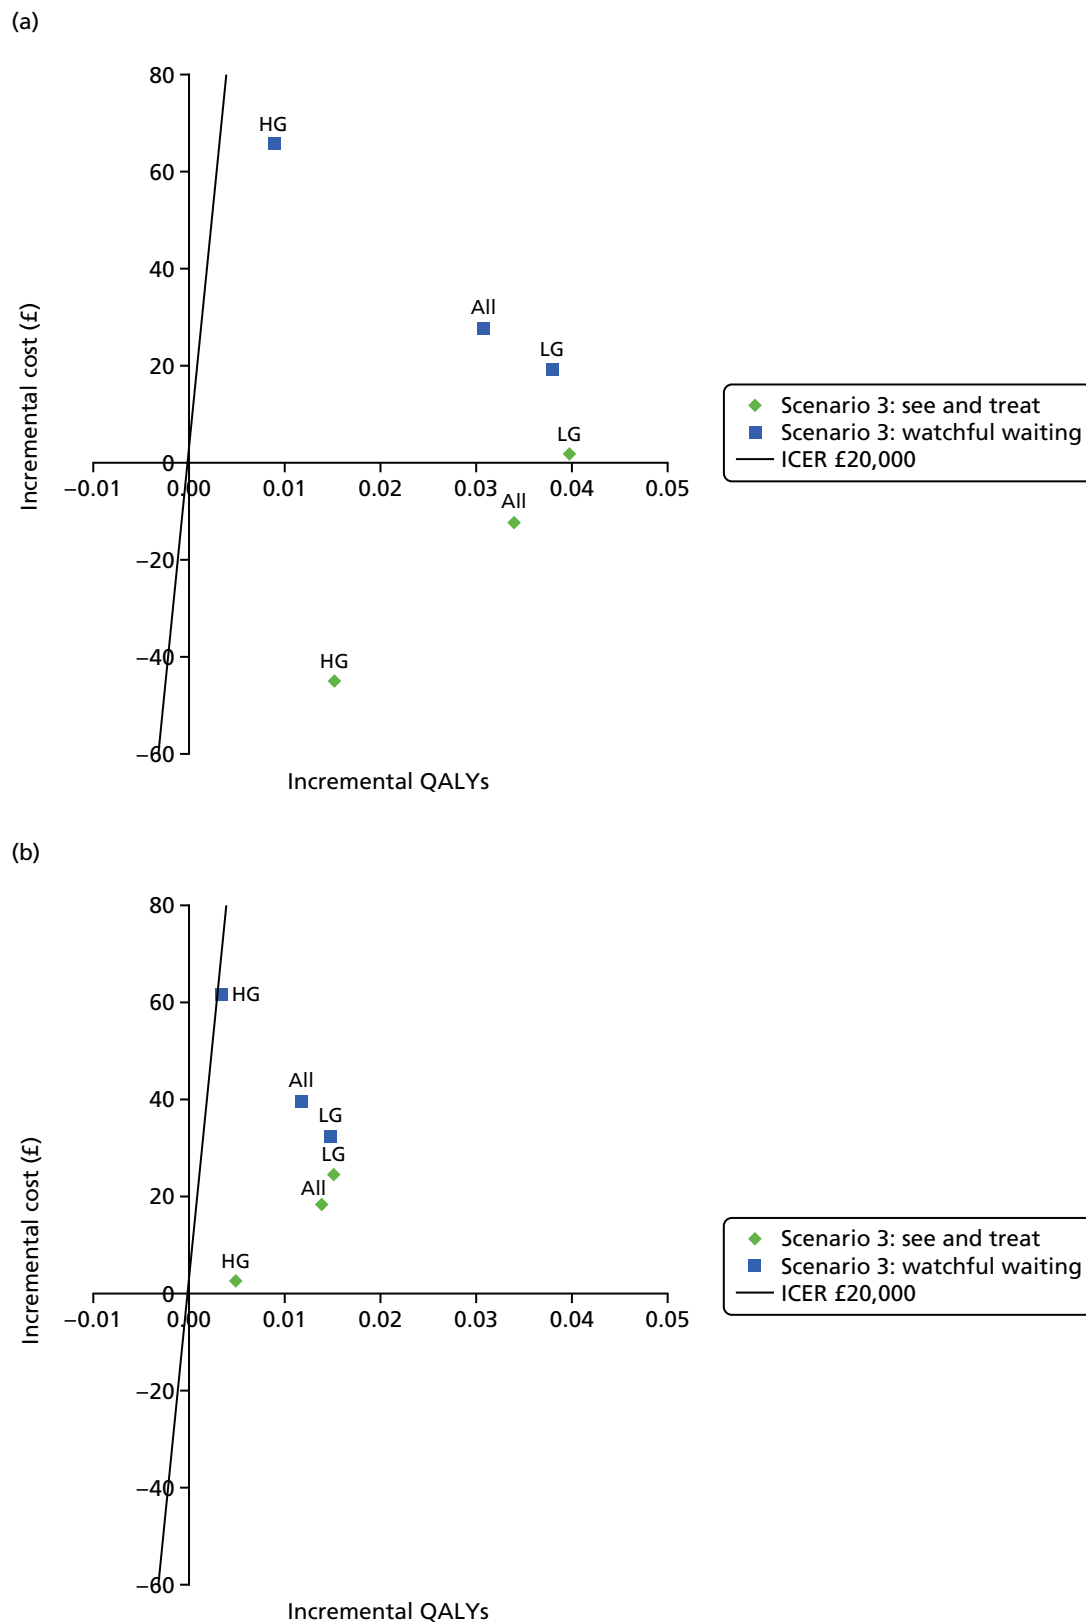 (a)
80
HG
60
40
All
LG
20
LG
0
−0.01
0.00
0.01
0.02
0.03
0.04
0.05
All
−20
HG
−40
−60
Incremental cost (£)
Incremental QALYs
Scenario 3: see and treat
Scenario 3: watchful waiting
ICER £20,000
(b)
80
60
HG
All
40
LG
LG
All
20
HG
0
−0.01
0.00
0.01
0.02
0.03
0.04
0.05
−20
−40
−60
Incremental cost (£)
Incremental QALYs
Scenario 3: see and treat
Scenario 3: watchful waiting
ICER £20,000